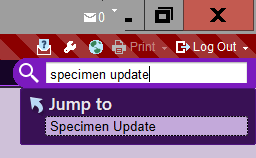 0
Print Log Out
specimen update
Jump to
Specimen Update